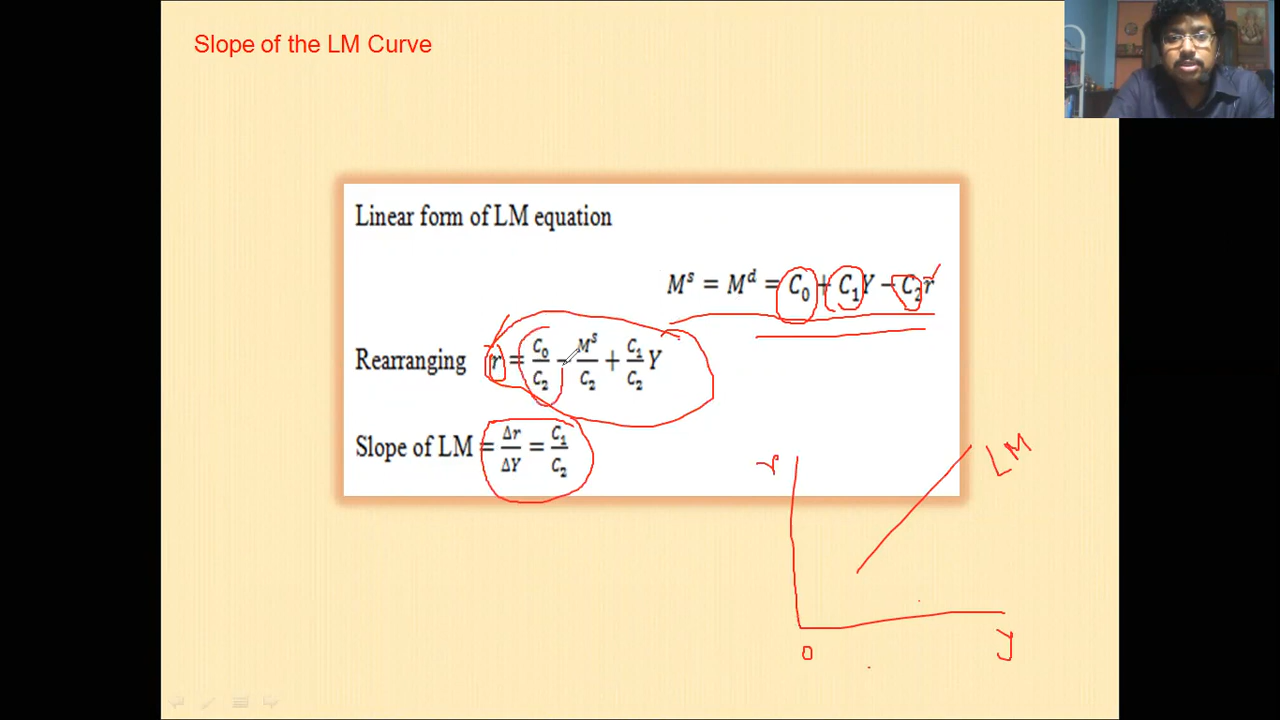 Slope of the LM Curve
Linear form of LM equation
Mˢ = Mᵈ = C₀ + C₁Y − C₂r
Rearranging r = C₀/C₂ − Mˢ/C₂ + C₁/C₂ Y
Slope of LM = Δr/ΔY = C₁/C₂
r
LM
0
y